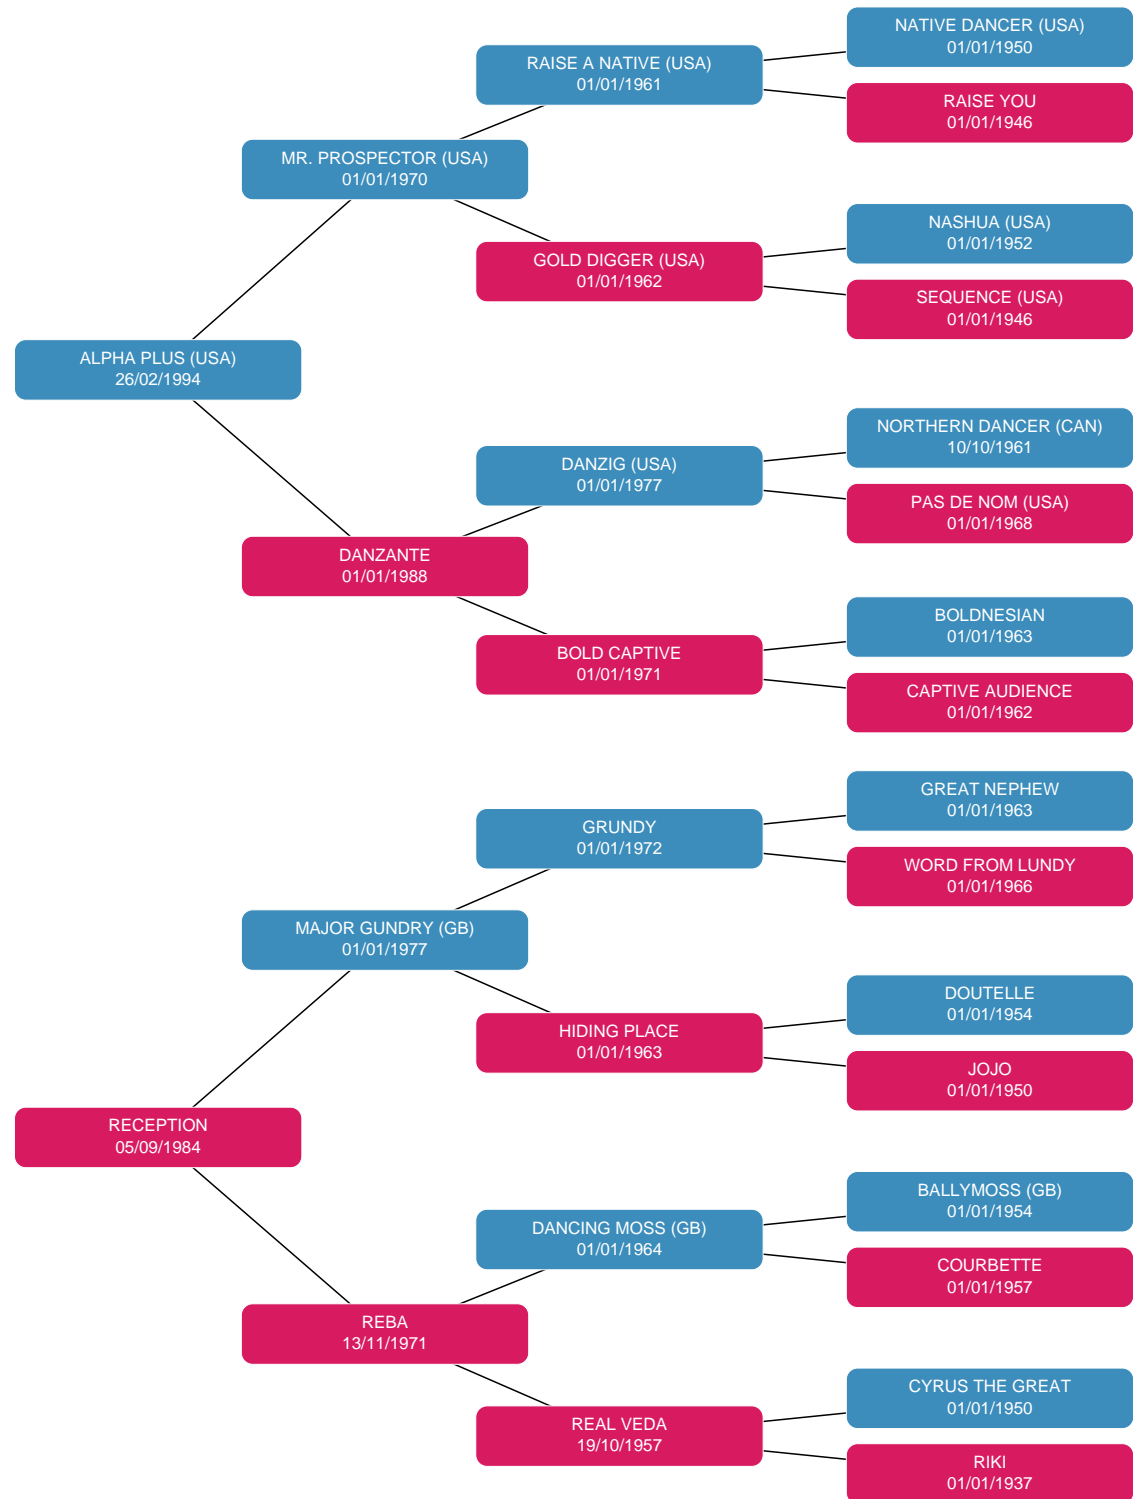 NATIVE DANCER (USA)
01/01/1950
RAISE A NATIVE (USA)
01/01/1961
RAISE YOU
01/01/1946
MR. PROSPECTOR (USA)
01/01/1970
NASHUA (USA)
01/01/1952
GOLD DIGGER (USA)
01/01/1962
SEQUENCE (USA)
01/01/1946
ALPHA PLUS (USA)
26/02/1994
NORTHERN DANCER (CAN)
10/10/1961
DANZIG (USA)
01/01/1977
PAS DE NOM (USA)
01/01/1968
DANZANTE
01/01/1988
BOLDNESIAN
01/01/1963
BOLD CAPTIVE
01/01/1971
CAPTIVE AUDIENCE
01/01/1962
GREAT NEPHEW
01/01/1963
GRUNDY
01/01/1972
WORD FROM LUNDY
01/01/1966
MAJOR GUNDRY (GB)
01/01/1977
DOUTELLE
01/01/1954
HIDING PLACE
01/01/1963
JOJO
01/01/1950
RECEPTION
05/09/1984
BALLYMOSS (GB)
01/01/1954
DANCING MOSS (GB)
01/01/1964
COURBETTE
01/01/1957
REBA
13/11/1971
CYRUS THE GREAT
01/01/1950
REAL VEDA
19/10/1957
RIKI
01/01/1937